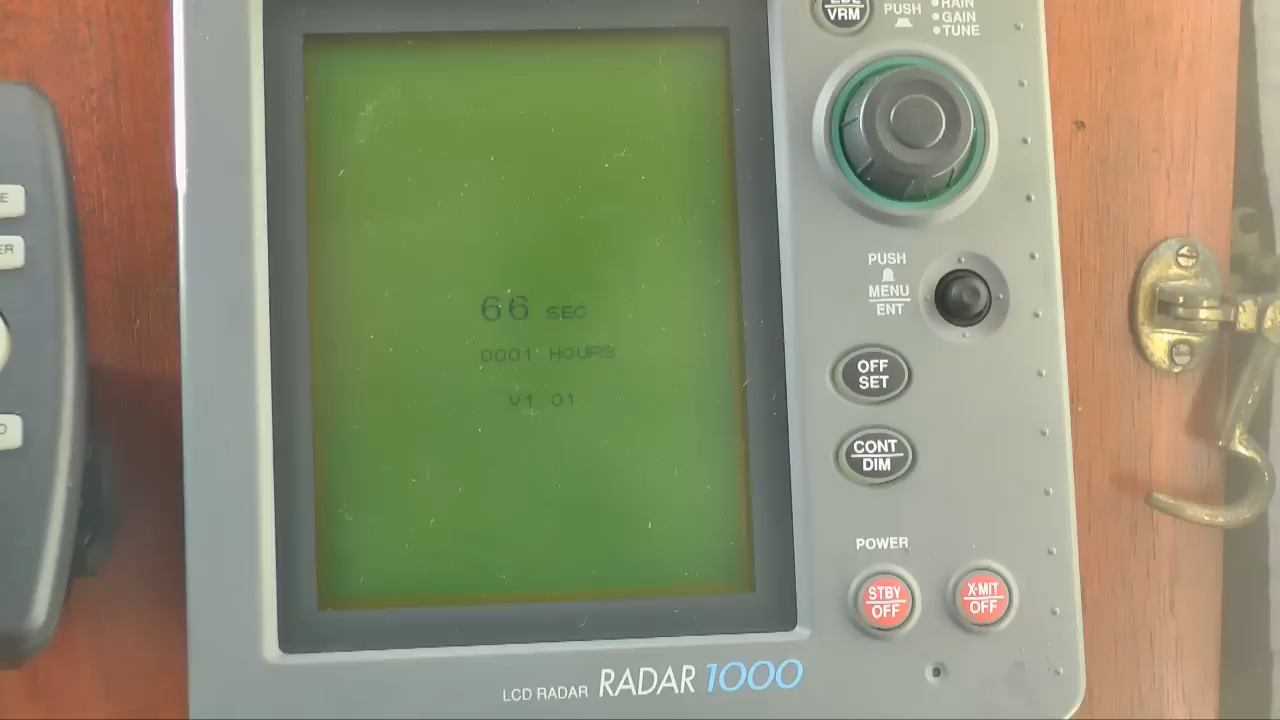 VRM
PUSH
RAIN
GAIN
TUNE
66 SEC
0001 HOURS
V1 01
PUSH
MENU
ENT
OFF
SET
CONT
DIM
POWER
STBY
OFF
X-MIT
OFF
LCD RADAR RADAR 1000